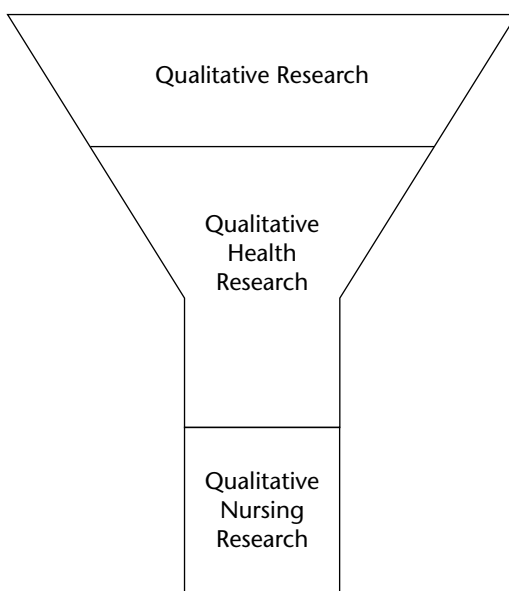 Qualitative Research
Qualitative
Health
Research
Qualitative
Nursing
Research